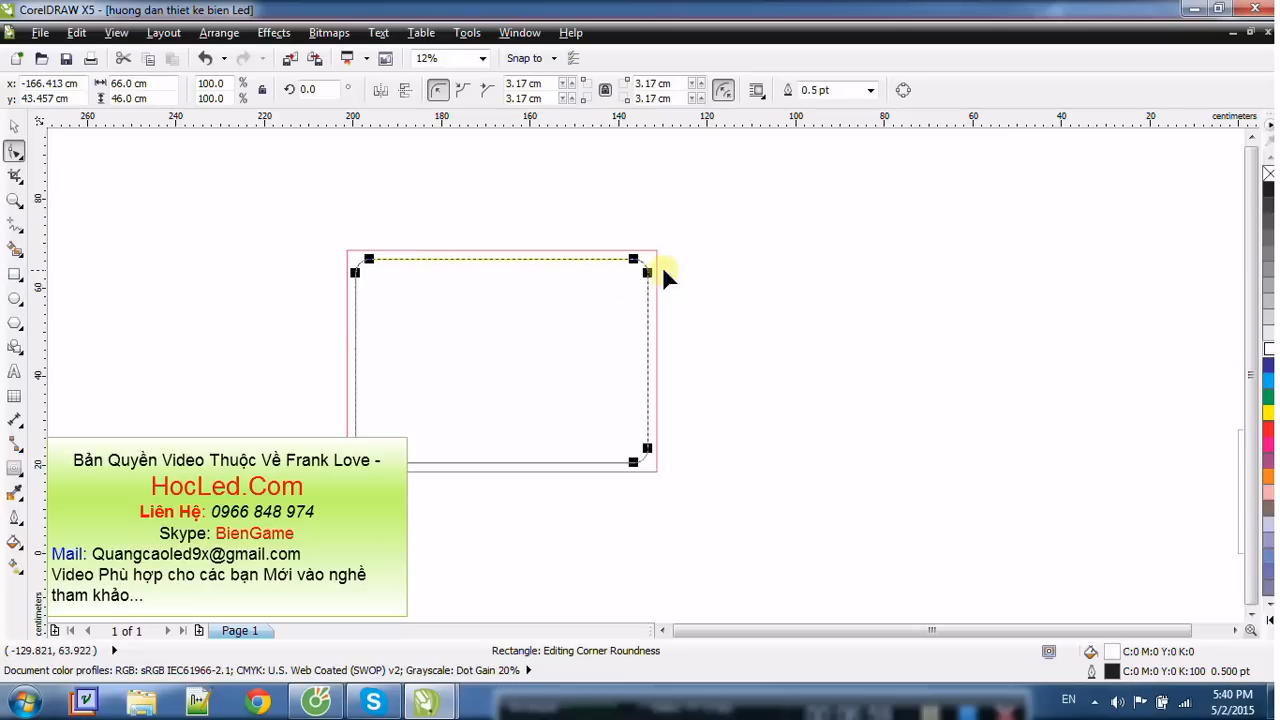 CorelDRAW X5 - [huong dan thiet ke bien Led]
File Edit View Layout Arrange Effects Bitmaps Text Table Tools Window Help
12% Snap to
x: -166.413 cm 66.0 cm 100.0 % 0.0 ° 3.17 cm 3.17 cm 0.5 pt
y: 43.457 cm 46.0 cm 100.0 % 3.17 cm 3.17 cm
260 240 220 200 180 160 140 120 100 80 60 40 20 centimeters
80
60
40
20
0
centimeters
Bản Quyền Video Thuộc Về Frank Love -
HocLed.Com
Liên Hệ: 0966 848 974
Skype: BienGame
Mail: Quangcaoled9x@gmail.com
Video Phù hợp cho các bạn Mới vào nghề
tham khảo...
1 of 1 Page 1
( -129.821, 63.922 ) Rectangle: Editing Corner Roundness C:0 M:0 Y:0 K:0
Document color profiles: RGB: sRGB IEC61966-2.1; CMYK: U.S. Web Coated (SWOP) v2; Grayscale: Dot Gain 20% C:0 M:0 Y:0 K:100 0.500 pt
EN 5:40 PM
5/2/2015